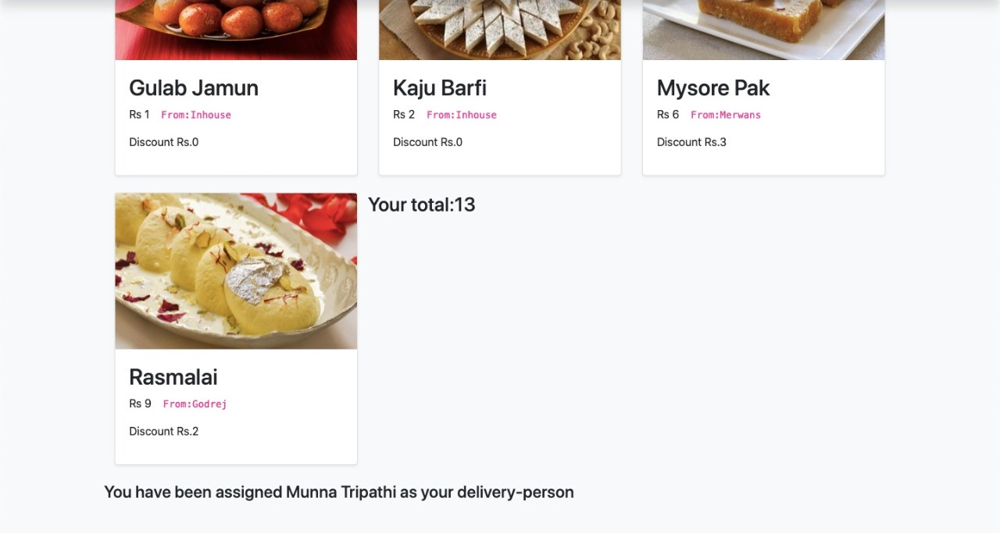 Gulab Jamun
Rs 1 From:Inhouse
Discount Rs.0
Kaju Barfi
Rs 2 From:Inhouse
Discount Rs.0
Mysore Pak
Rs 6 From:Merwans
Discount Rs.3
Your total:13
Rasmalai
Rs 9 From:Godrej
Discount Rs.2
You have been assigned Munna Tripathi as your delivery-person